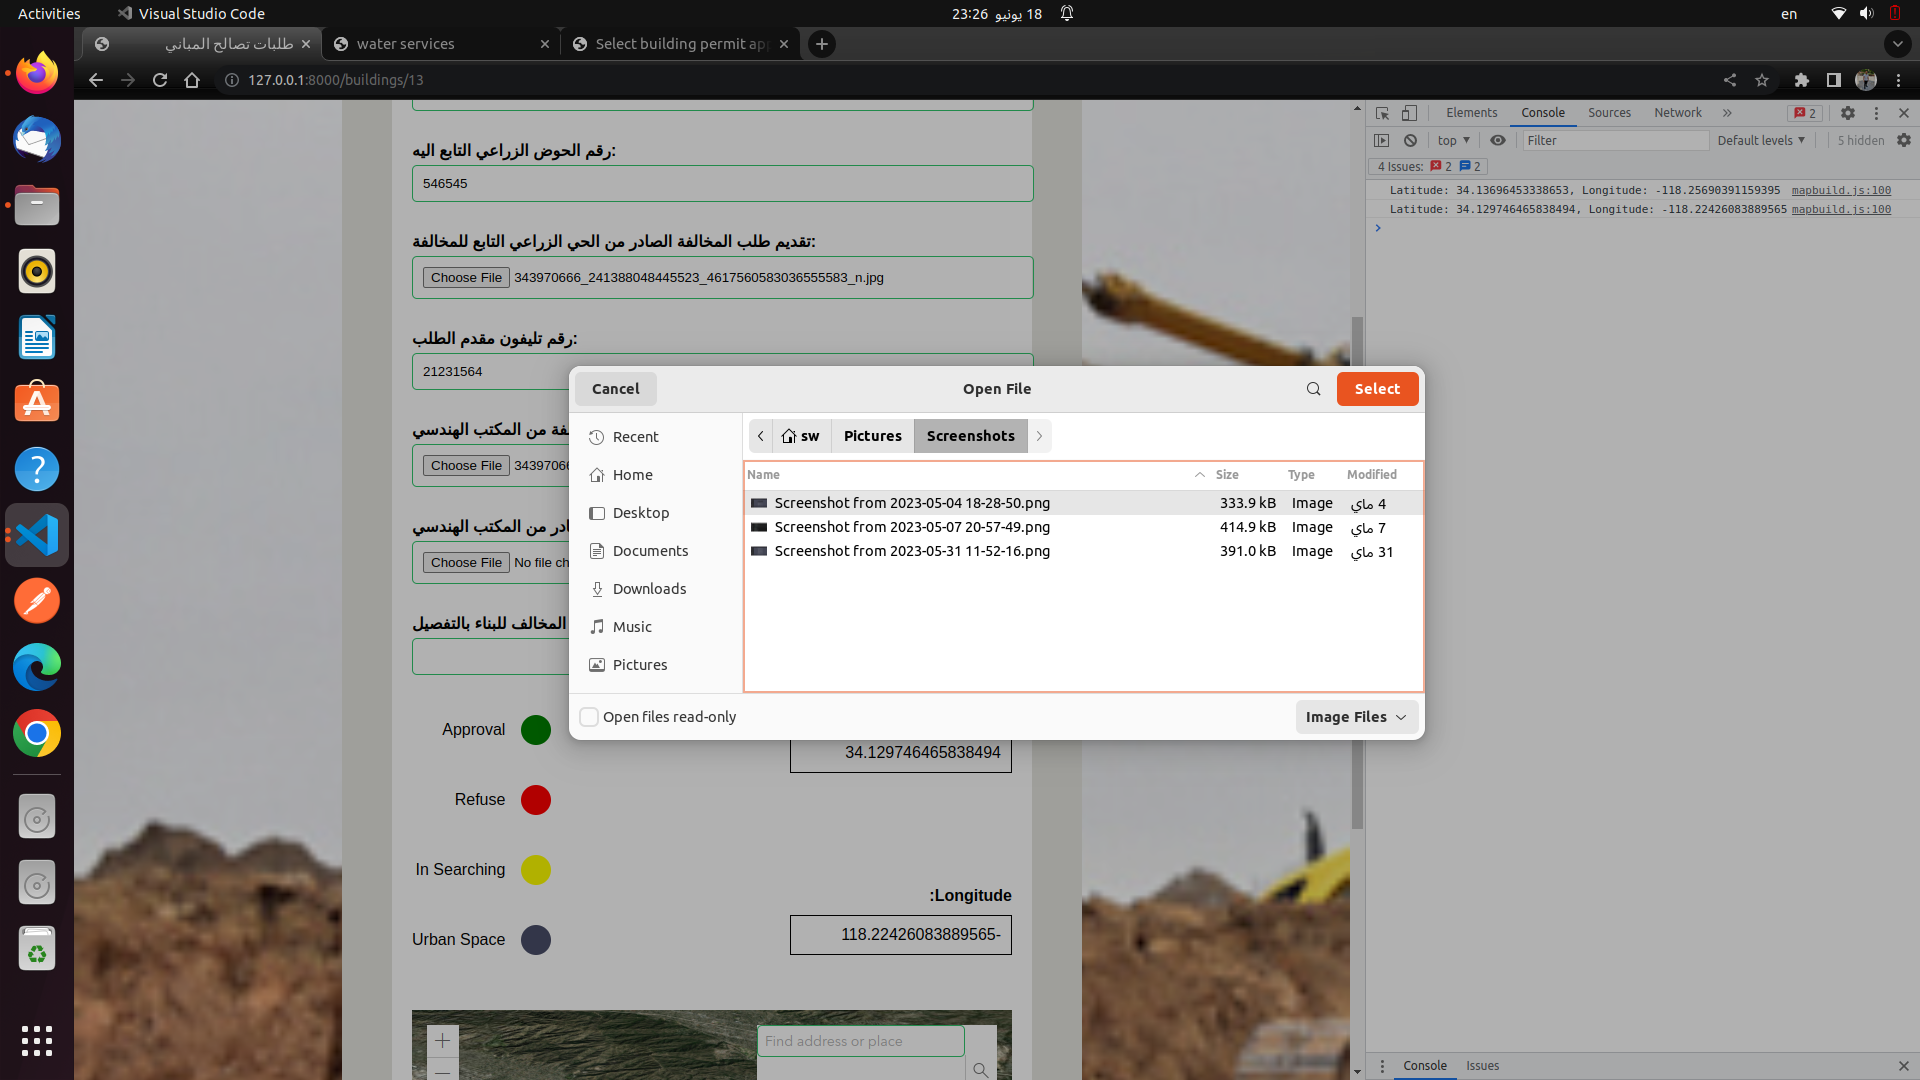 Activities
Visual Studio Code
18 يونيو 23:26
en
طلبات تصالح المباني
water services
Select building permit app
127.0.0.1:8000/buildings/13
رقم الحوض الزراعي التابع اليه:
546545
تقديم طلب المخالفة الصادر من الحي الزراعي التابع للمخالفة:
Choose File 343970666_241388048445523_4617560583036555583_n.jpg
رقم تليفون مقدم الطلب:
21231564
فة من المكتب الهندسي
Choose File 3439706
ادر من المكتب الهندسي
Choose File No file ch
المخالف للبناء بالتفصيل
Approval
Refuse
In Searching
Urban Space
34.129746465838494
:Longitude
118.22426083889565-
Find address or place
Cancel
Open File
Select
Recent
Home
Desktop
Documents
Downloads
Music
Pictures
sw
Pictures
Screenshots
Name Size Type Modified
Screenshot from 2023-05-04 18-28-50.png 333.9 kB Image 4 ماي
Screenshot from 2023-05-07 20-57-49.png 414.9 kB Image 7 ماي
Screenshot from 2023-05-31 11-52-16.png 391.0 kB Image 31 ماي
Open files read-only
Image Files
Elements Console Sources Network » 2
top Filter Default levels 5 hidden
4 Issues: 2 2
Latitude: 34.13696453338653, Longitude: -118.25690391159395 mapbuild.js:100
Latitude: 34.129746465838494, Longitude: -118.22426083889565 mapbuild.js:100
Console Issues